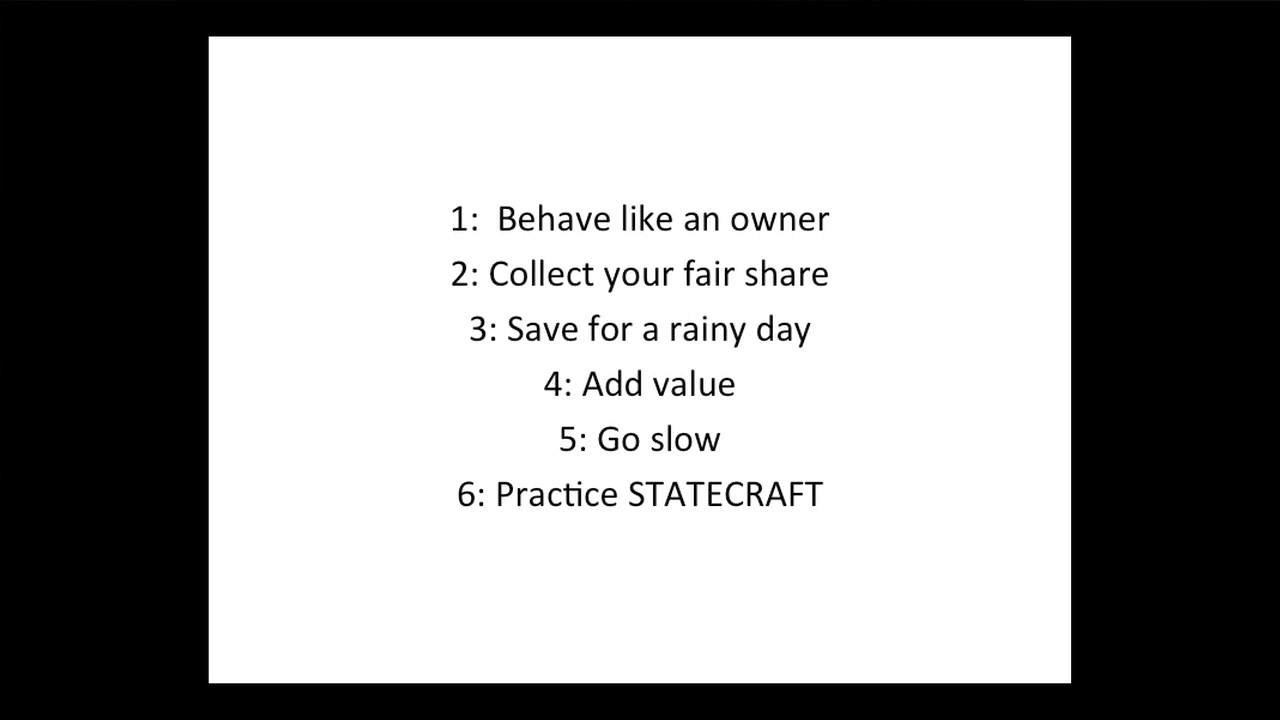 1:  Behave like an owner
2: Collect your fair share
3: Save for a rainy day
4: Add value
5: Go slow
6: Practice STATECRAFT